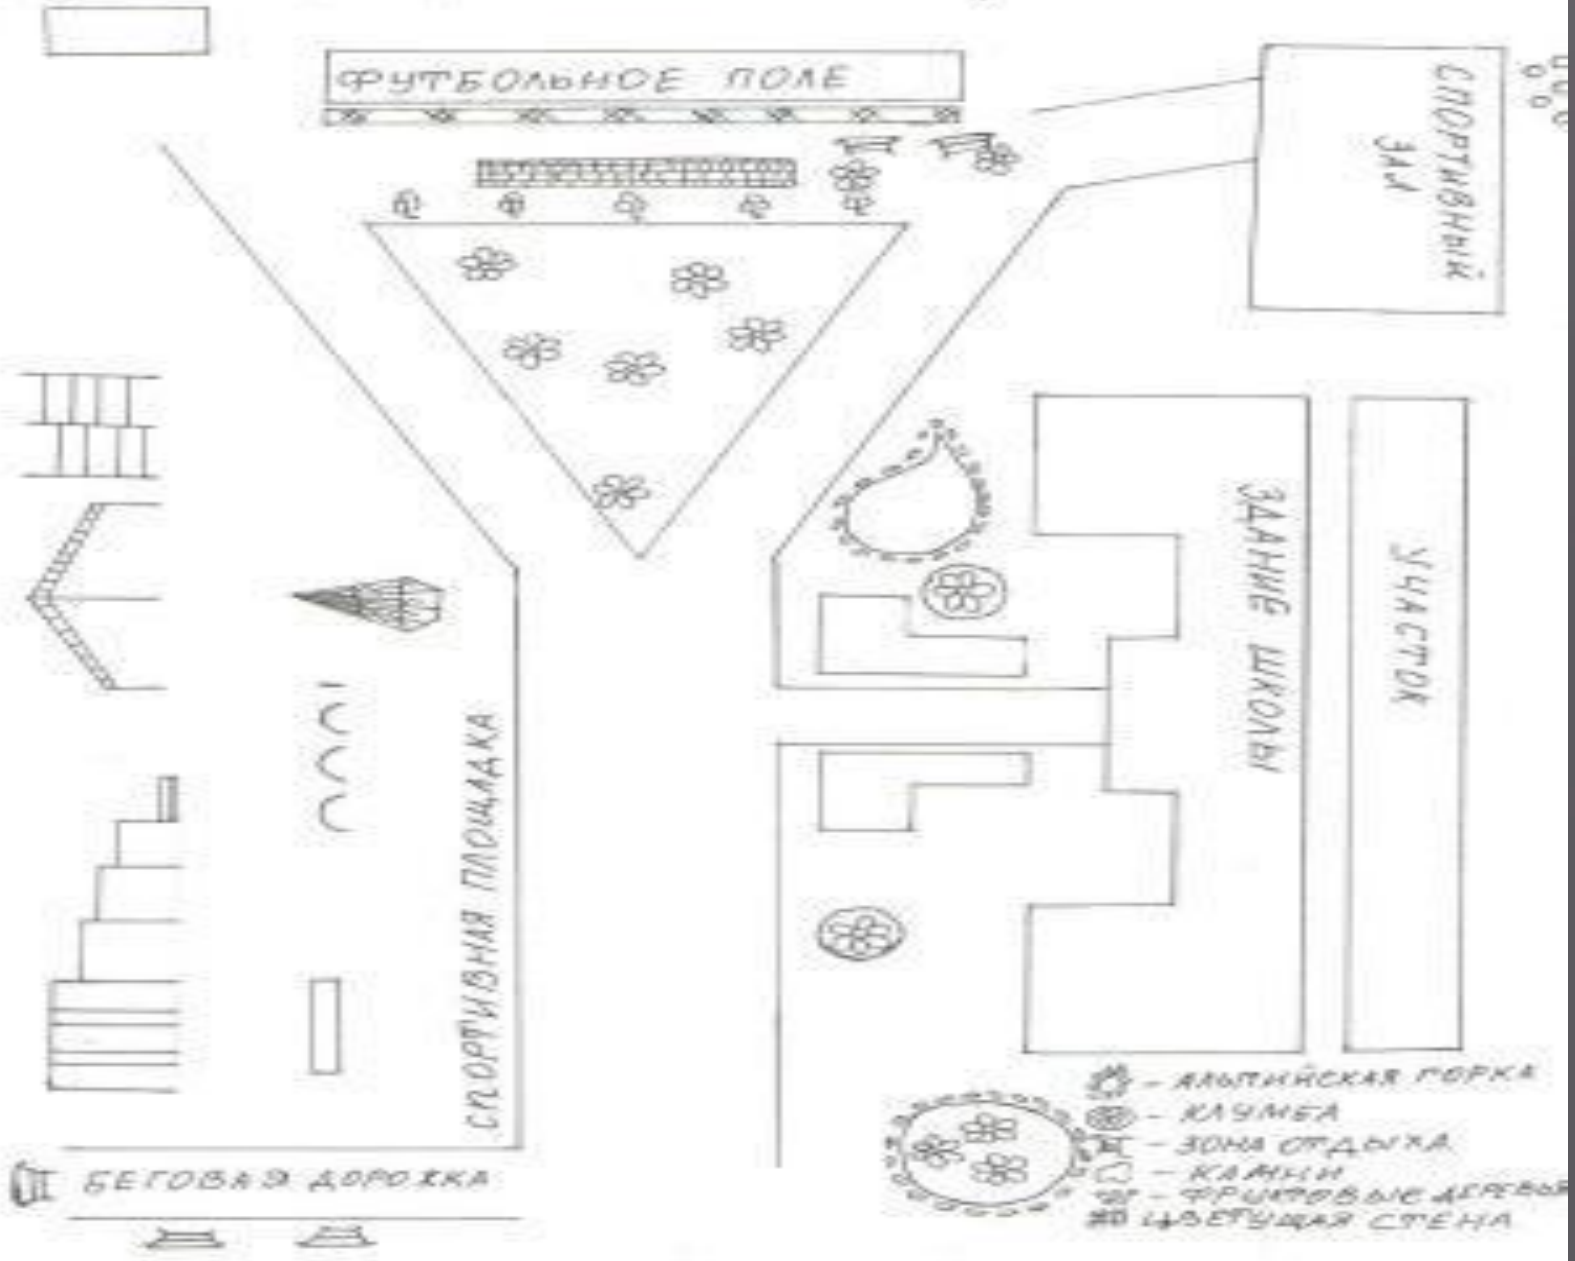 ФУТБОЛЬНОЕ ПОЛЕ
СПОРТИВНЫЙ
ЗАЛ
ЗДАНИЕ ШКОЛЫ
УЧАСТОК
СПОРТИВНАЯ ПЛОЩАДКА
БЕГОВАЯ ДОРОЖКА
- АЛЬПИЙСКАЯ ГОРКА
- КЛУМБА
- ЗОНА ОТДЫХА
- КАМНИ
- ФРУКТОВЫЕ ДЕРЕВЬЯ
ЦВЕТУЩАЯ СТЕНА